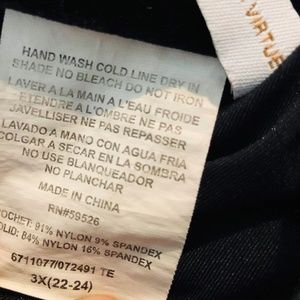 VIRTUE
HAND WASH COLD LINE DRY IN
SHADE NO BLEACH DO NOT IRON
LAVER A LA MAIN A L'EAU FROIDE
ETENDRE A L'OMBRE NE PAS
JAVELLISER NE PAS REPASSER
LAVADO A MANO CON AGUA FRIA
COLGAR A SECAR EN LA SOMBRA
NO USE BLANQUEADOR
NO PLANCHAR
MADE IN CHINA
RN#59526
ROCHET: 91% NYLON 9% SPANDEX
OLID: 84% NYLON 16% SPANDEX
6711077/072491 TE
3X(22-24)